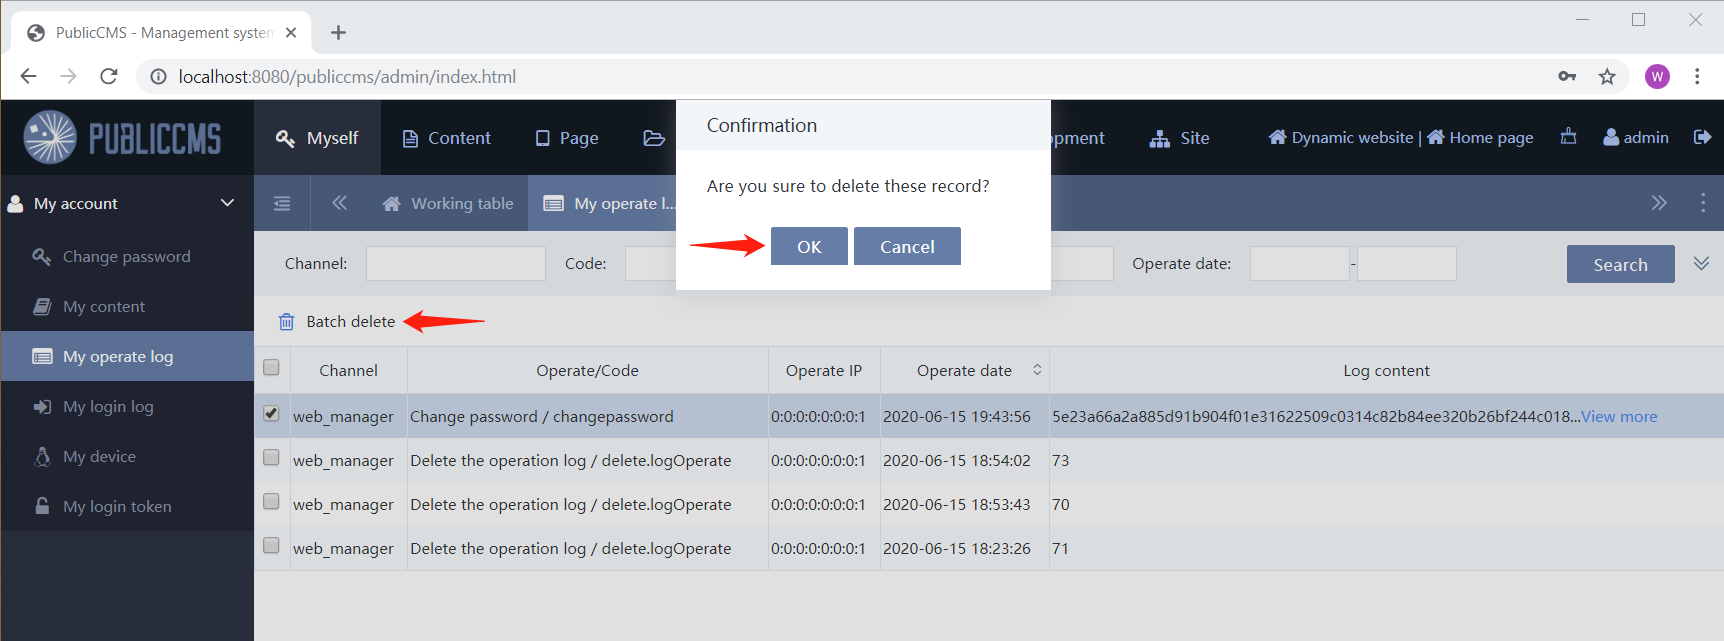 PublicCMS - Management system
localhost:8080/publiccms/admin/index.html
W
PUBLICCMS
Myself
Content
Page
Confirmation
opment
Site
Dynamic website | Home page
admin
My account
Working table
My operate l...
Are you sure to delete these record?
OK
Cancel
Change password
My content
My operate log
My login log
My device
My login token
Channel:
Code:
Operate date:
-
Search
Batch delete
Channel Operate/Code Operate IP Operate date Log content
web_manager Change password / changepassword 0:0:0:0:0:0:0:1 2020-06-15 19:43:56 5e23a66a2a885d91b904f01e31622509c0314c82b84ee320b26bf244c018...View more
web_manager Delete the operation log / delete.logOperate 0:0:0:0:0:0:0:1 2020-06-15 18:54:02 73
web_manager Delete the operation log / delete.logOperate 0:0:0:0:0:0:0:1 2020-06-15 18:53:43 70
web_manager Delete the operation log / delete.logOperate 0:0:0:0:0:0:0:1 2020-06-15 18:23:26 71